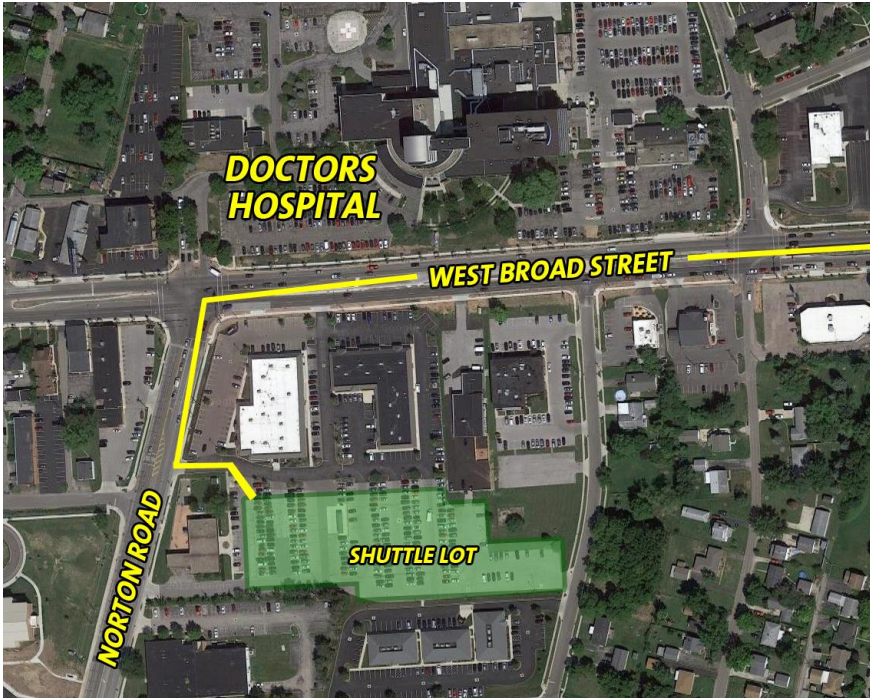 DOCTORS
HOSPITAL
WEST BROAD STREET
SHUTTLE LOT
NORTON ROAD